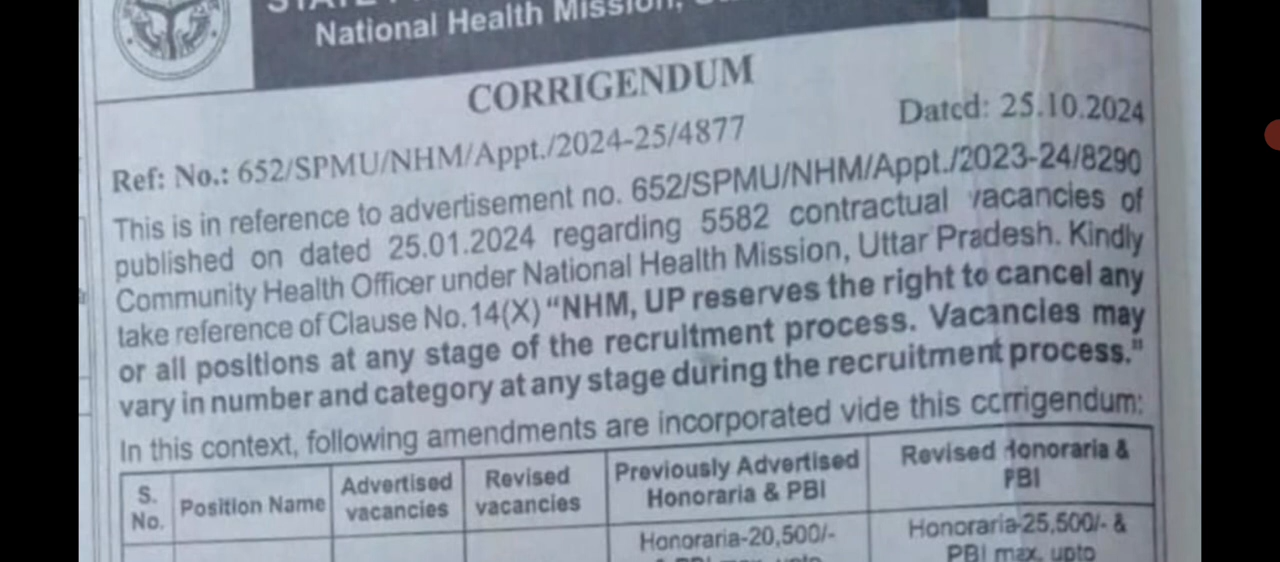 National Health Mission,
CORRIGENDUM
Ref: No.: 652/SPMU/NHM/Appt./2024-25/4877
Dated: 25.10.2024
This is in reference to advertisement no. 652/SPMU/NHM/Appt./2023-24/8290
published on dated 25.01.2024 regarding 5582 contractual vacancies of
Community Health Officer under National Health Mission, Uttar Pradesh. Kindly
take reference of Clause No.14(X) “NHM, UP reserves the right to cancel any
or all positions at any stage of the recruitment process. Vacancies may
vary in number and category at any stage during the recruitment process."
In this context, following amendments are incorporated vide this corrigendum:
S. No.
Position Name
Advertised vacancies
Revised vacancies
Previously Advertised Honoraria & PBI
Revised Honoraria & PBI
Honoraria-20,500/-
Honoraria-25,500/- &
PBI max. upto